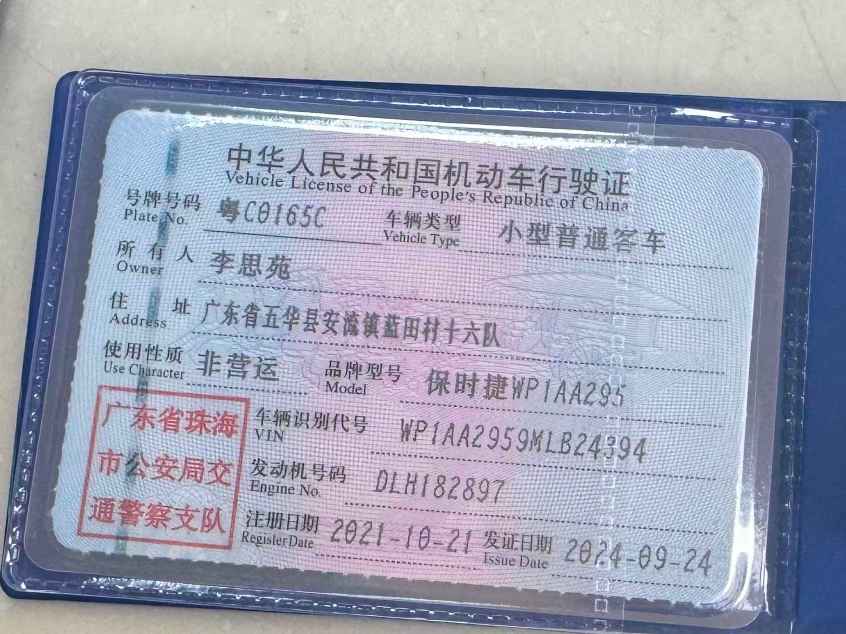 中华人民共和国机动车行驶证
Vehicle License of the People's Republic of China
号牌号码 粤C0165C 车辆类型 小型普通客车
Plate No. Vehicle Type
所有人 李思苑
Owner
住址 广东省五华县安流镇蓝田村十六队
Address
使用性质 非营运 品牌型号 保时捷WP1AA295
Use Character Model
广东省珠海 车辆识别代号 WP1AA2959MLB24394
VIN
市公安局交 发动机号码 DLH182897
Engine No.
通警察支队 注册日期 2021-10-21 发证日期 2024-09-24
Register Date Issue Date